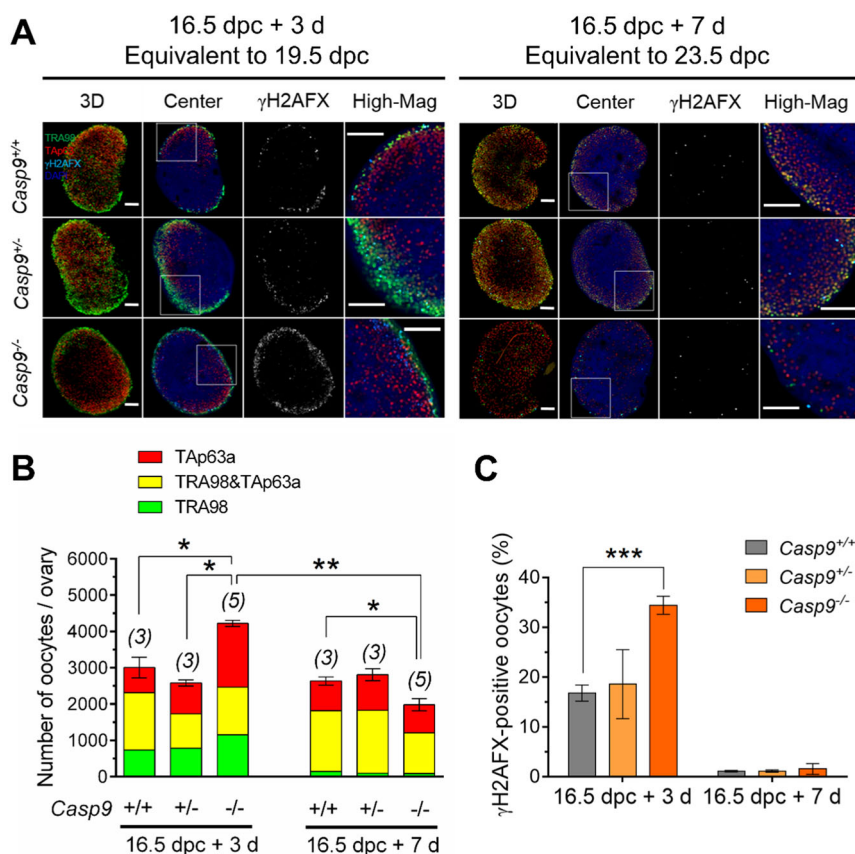 A
16.5 dpc + 3 d
Equivalent to 19.5 dpc
16.5 dpc + 7 d
Equivalent to 23.5 dpc
3D Center γH2AFX High-Mag
3D Center γH2AFX High-Mag
TRA98
TAp63
γH2AFX
DAPI
Casp9+/+
Casp9+/-
Casp9-/-
B
TAp63a
TRA98&TAp63a
TRA98
Number of oocytes / ovary
6000
5000
4000
3000
2000
1000
0
* * ** *
(3) (3) (5) (3) (3) (5)
Casp9 +/+ +/- -/- +/+ +/- -/-
16.5 dpc + 3 d 16.5 dpc + 7 d
C
Casp9+/+
Casp9+/-
Casp9-/-
γH2AFX-positive oocytes (%)
40
30
20
10
0
***
16.5 dpc + 3 d 16.5 dpc + 7 d